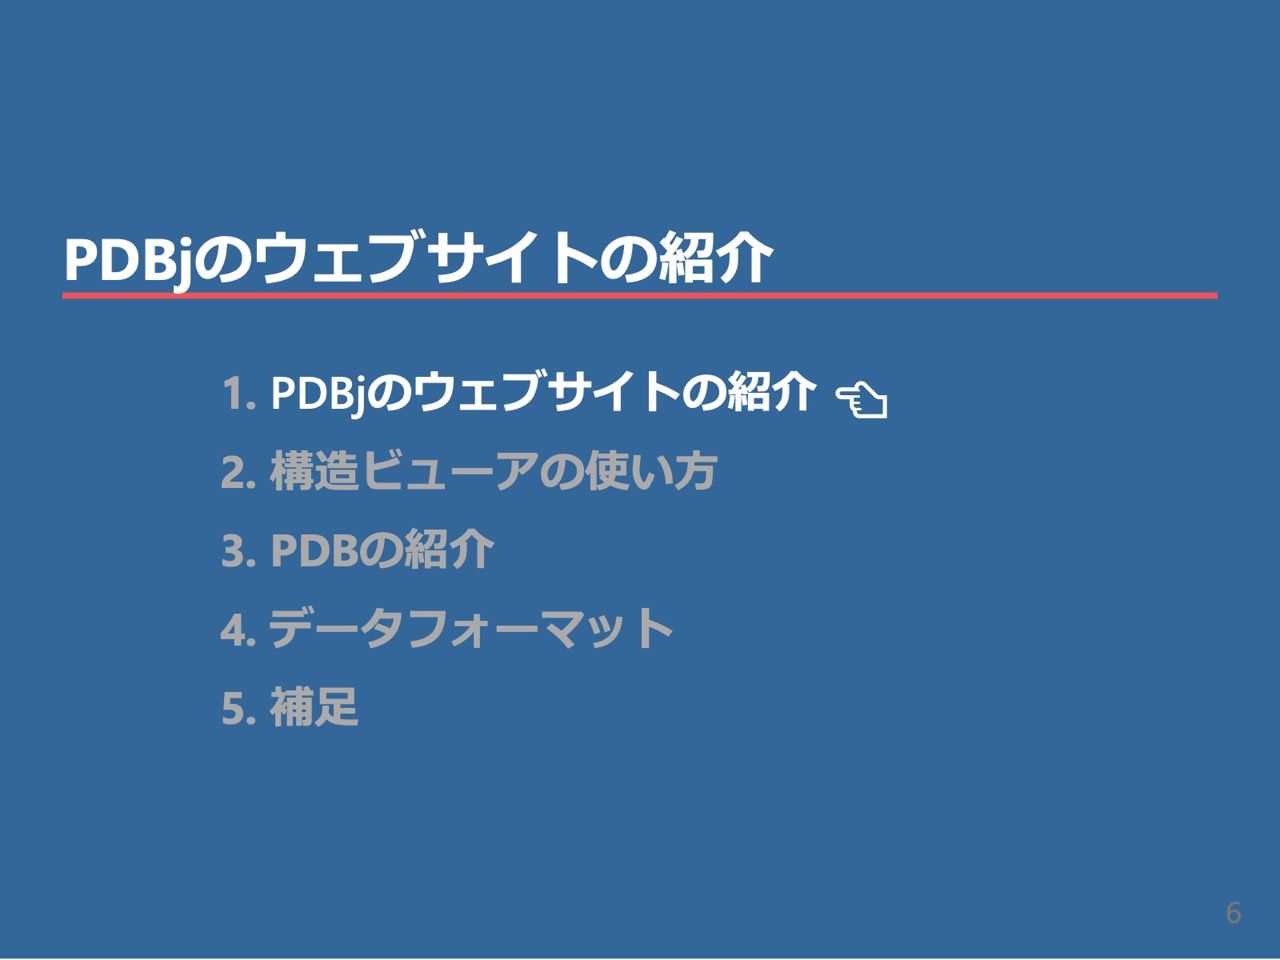 PDBjのウェブサイトの紹介
1. PDBjのウェブサイトの紹介
2. 構造ビューアの使い方
3. PDBの紹介
4. データフォーマット
5. 補足
6